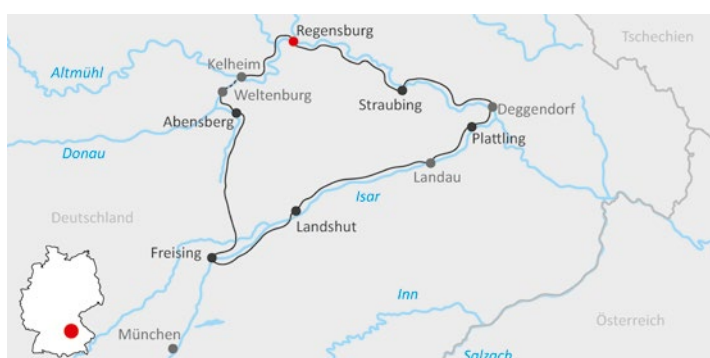 Regensburg
Tschechien
Kelheim
Altmühl
Weltenburg
Straubing
Deggendorf
Abensberg
Plattling
Donau
Landau
Isar
Deutschland
Landshut
Freising
Inn
Österreich
München
Salzach